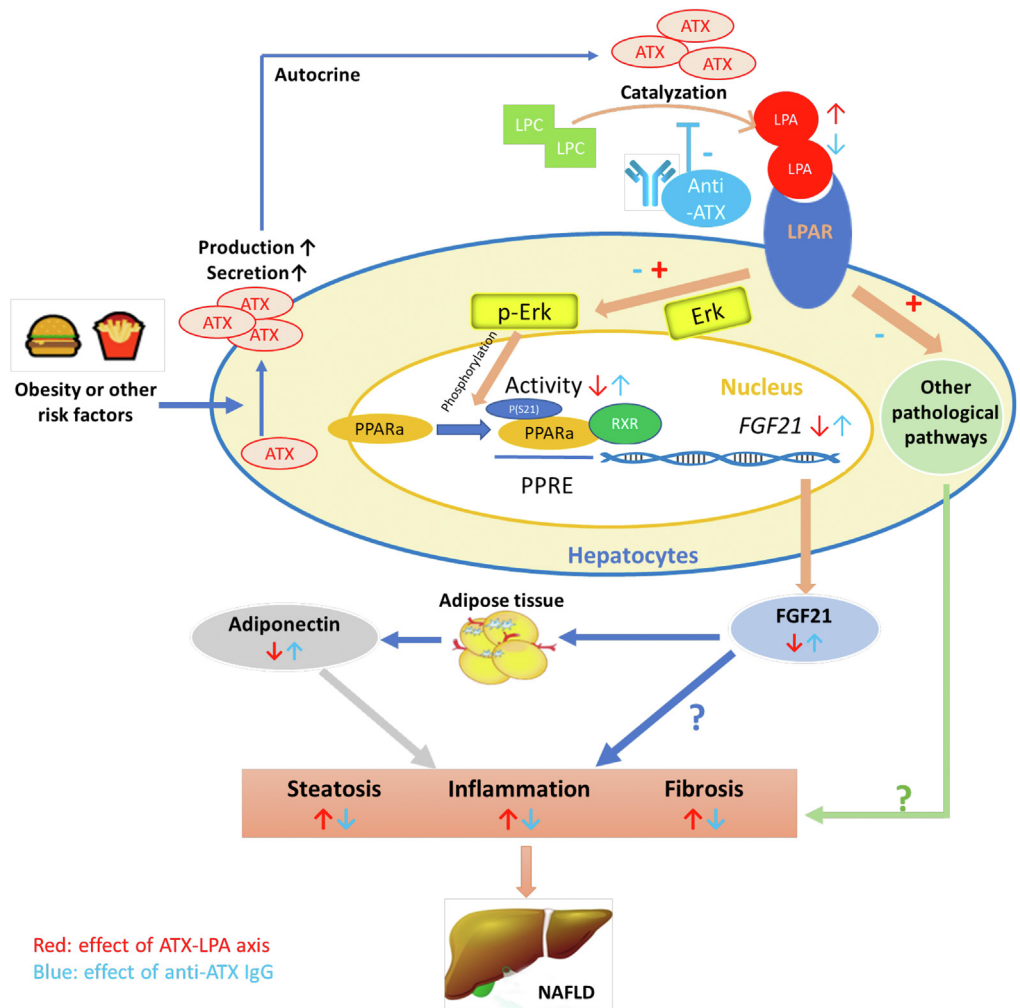 ATX
ATX
ATX
Autocrine
Catalyzation
LPC
LPC
LPA
LPA
-
Anti
-ATX
LPAR
Production ↑
Secretion↑
ATX
ATX
ATX
- +
+
-
p-Erk
Erk
Obesity or other
risk factors
Phosphorylation
Activity ↓ ↑
Nucleus
P(S21)
PPARa
PPARa
RXR
FGF21 ↓ ↑
Other
pathological
pathways
ATX
PPRE
Hepatocytes
Adipose tissue
Adiponectin
FGF21
?
Steatosis
Inflammation
Fibrosis
?
Red: effect of ATX-LPA axis
Blue: effect of anti-ATX IgG
NAFLD